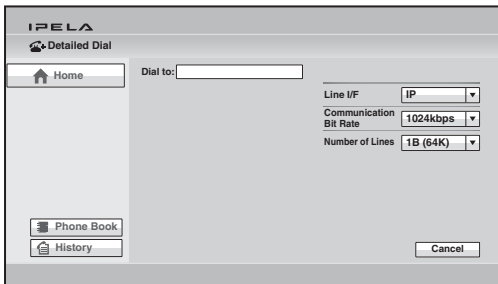 IPELA
Detailed Dial
Home
Dial to:
Line I/F IP
Communication
Bit Rate 1024kbps
Number of Lines 1B (64K)
Phone Book
History
Cancel